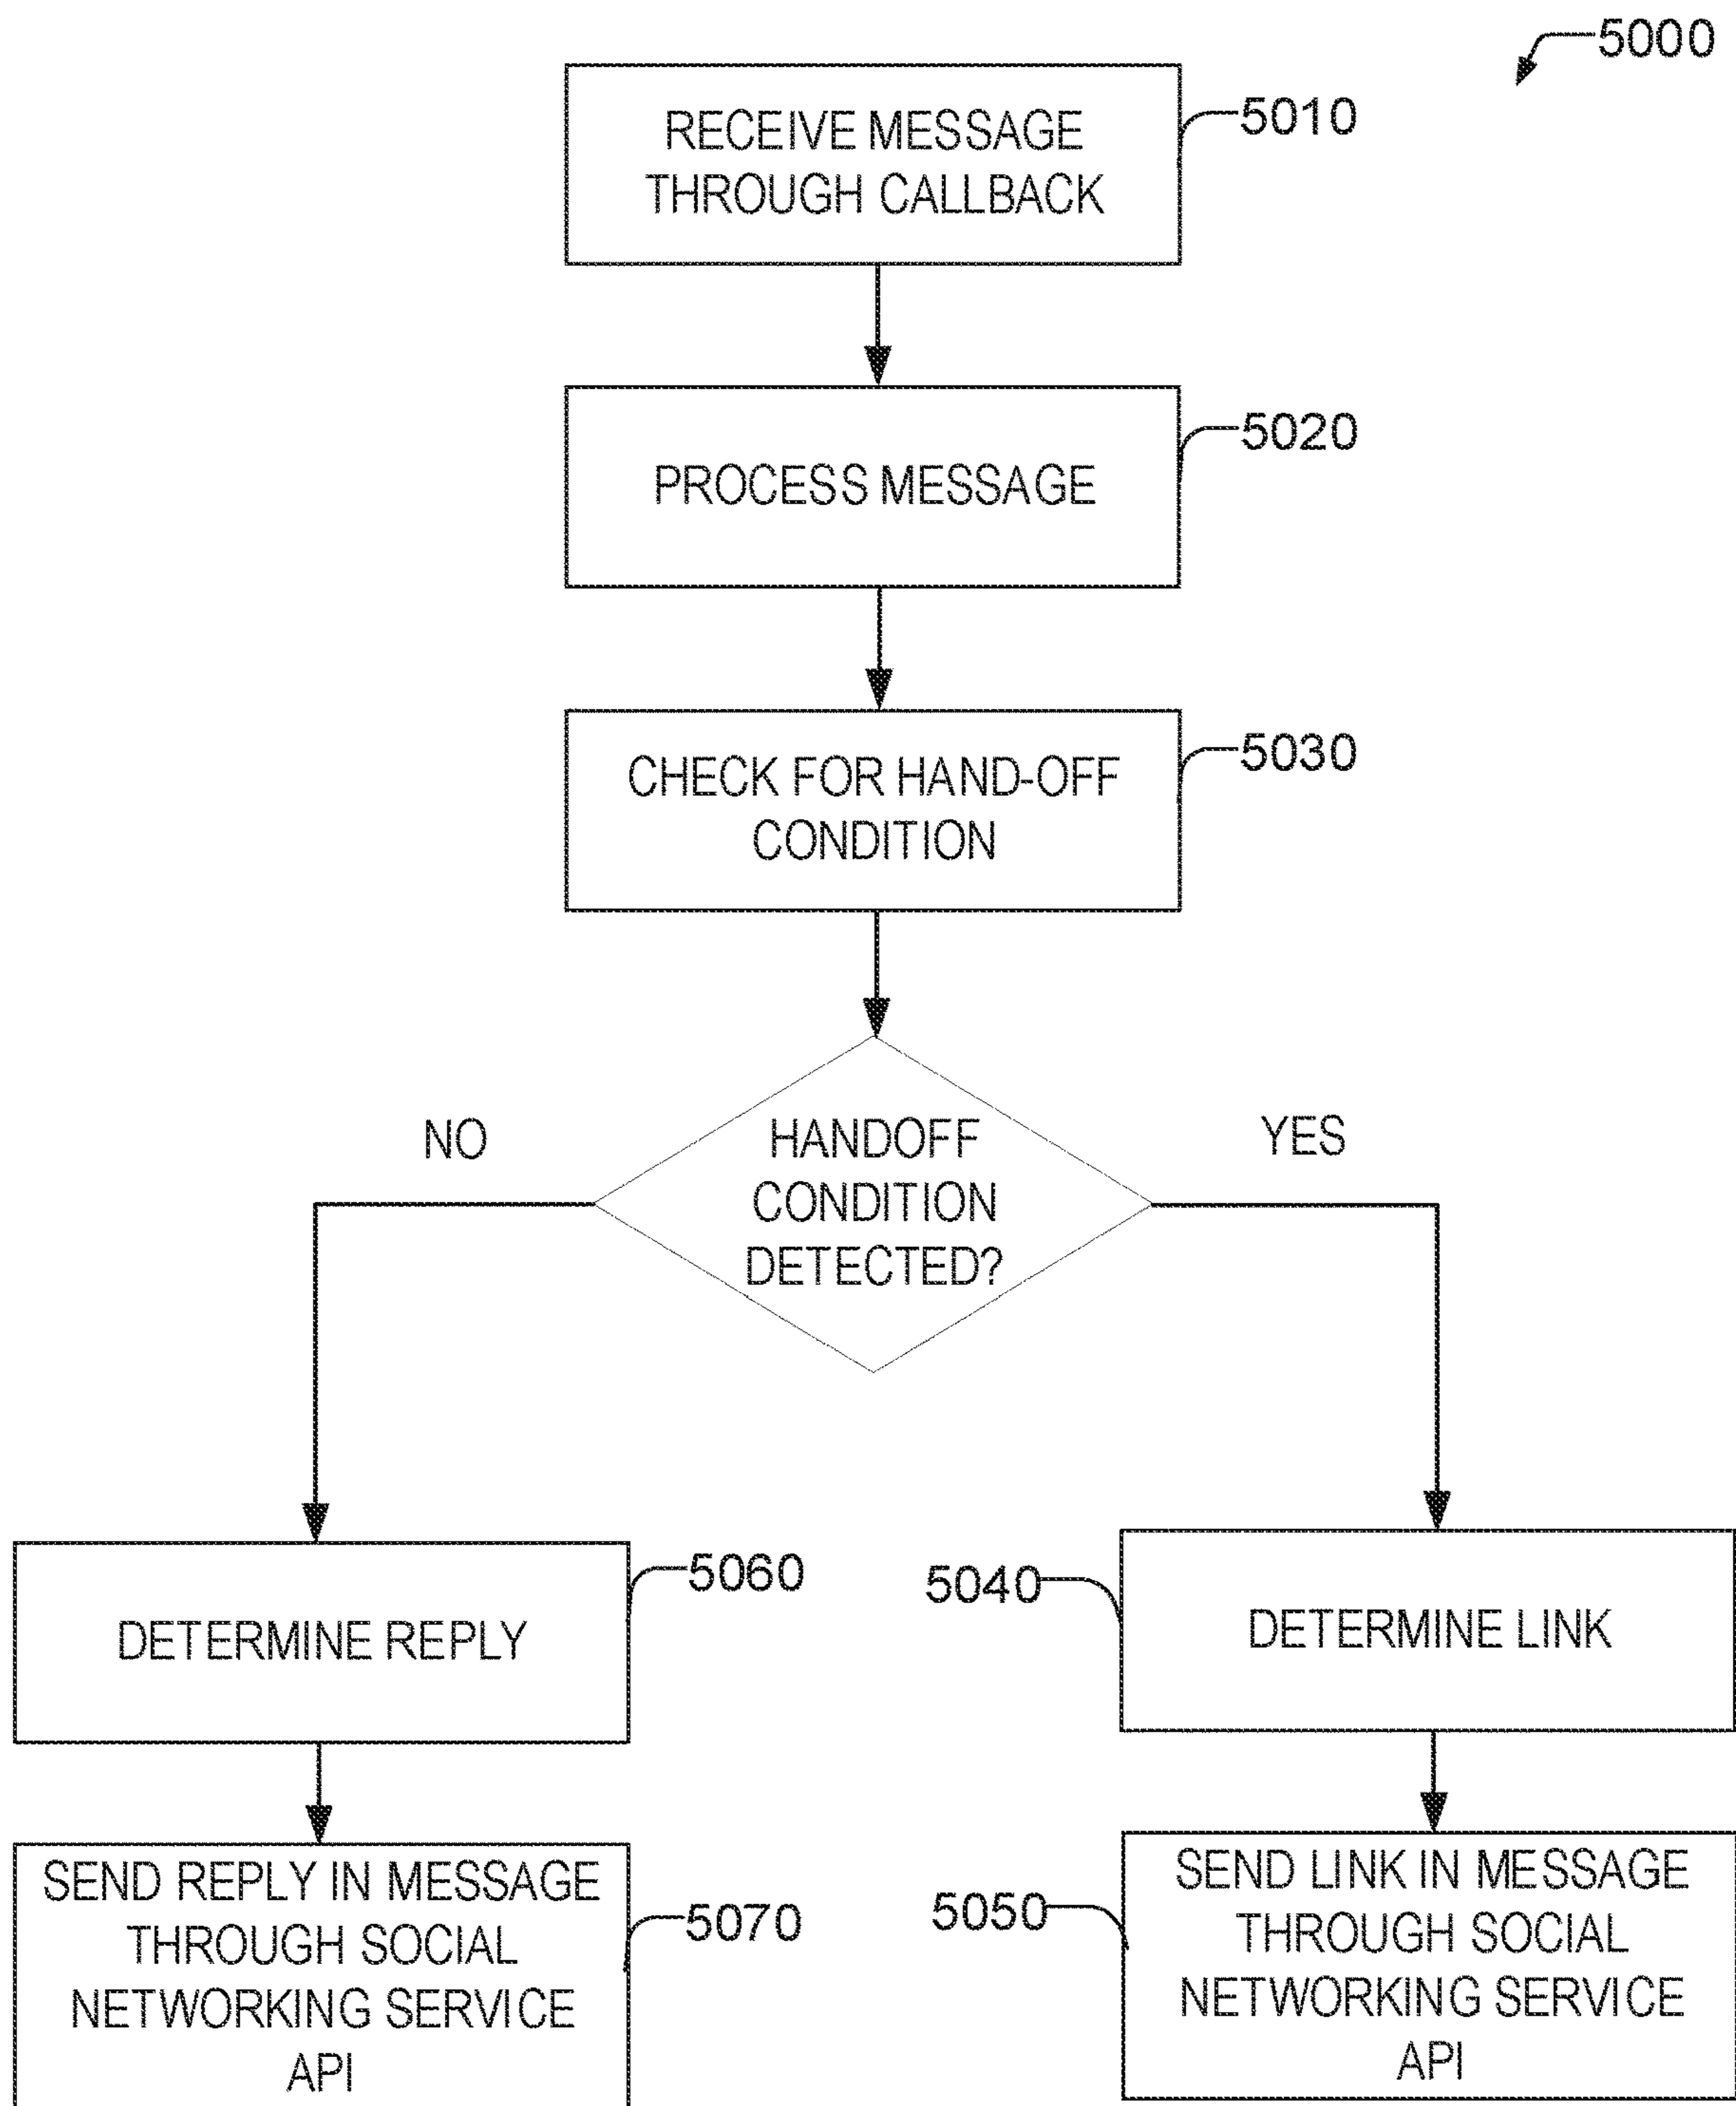 5000
RECEIVE MESSAGE
THROUGH CALLBACK
5010
PROCESS MESSAGE
5020
CHECK FOR HAND-OFF
CONDITION
5030
NO
HANDOFF
CONDITION
DETECTED?
YES
DETERMINE REPLY
5060
5040
DETERMINE LINK
SEND REPLY IN MESSAGE
THROUGH SOCIAL
NETWORKING SERVICE
API
5070
5050
SEND LINK IN MESSAGE
THROUGH SOCIAL
NETWORKING SERVICE
API